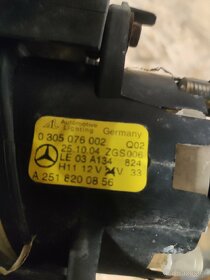 Automotive Lighting Germany
0 305 076 002 Q02
25.10.04 ZGS006
LE 03 A134 824
H11 12V 24V 33
A 251 820 08 56